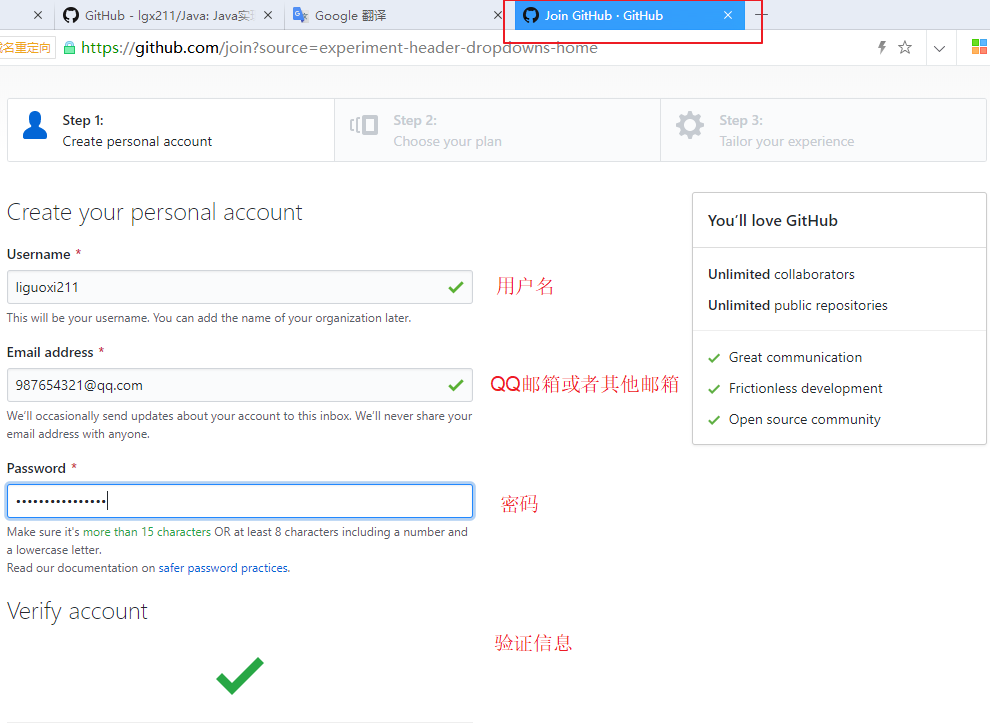 GitHub - lgx211/Java: Java实
Google 翻译
Join GitHub · GitHub
名重定向
https://github.com/join?source=experiment-header-dropdowns-home
Step 1:
Create personal account
Step 2:
Choose your plan
Step 3:
Tailor your experience
Create your personal account
Username *
liguoxi211
用户名
This will be your username. You can add the name of your organization later.
Email address *
987654321@qq.com
QQ邮箱或者其他邮箱
We'll occasionally send updates about your account to this inbox. We'll never share your
email address with anyone.
Password *
••••••••••••••••
密码
Make sure it's more than 15 characters OR at least 8 characters including a number and
a lowercase letter.
Read our documentation on safer password practices.
Verify account
验证信息
You'll love GitHub
Unlimited collaborators
Unlimited public repositories
Great communication
Frictionless development
Open source community